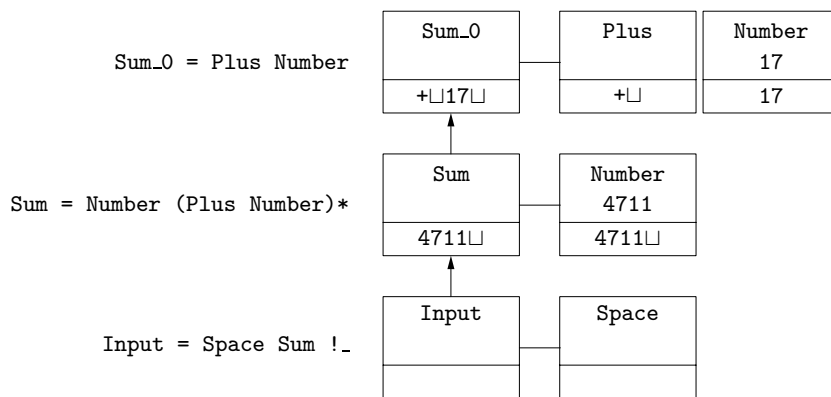 Sum_0 = Plus Number
Sum_0
+␣17␣
Plus
+␣
Number
17
17
Sum = Number (Plus Number)*
Sum
4711␣
Number
4711
4711␣
Input = Space Sum !_
Input
Space